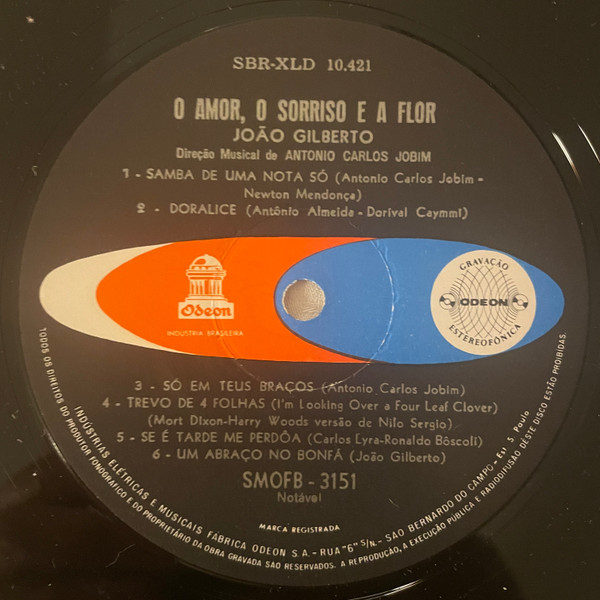 SBR-XLD 10.421
O AMOR, O SORRISO E A FLOR
JOÃO GILBERTO
Direção Musical de ANTONIO CARLOS JOBIM
1 - SAMBA DE UMA NOTA SÓ (Antonio Carlos Jobim -
Newton Mendonça)
2 - DORALICE (Antônio Almeida - Dorival Caymmi)
Odeon
INDUSTRIA BRASILEIRA
GRAVAÇÃO
ODEON
ESTEREOFÔNICA
3 - SÓ EM TEUS BRAÇOS (Antonio Carlos Jobim)
4 - TREVO DE 4 FOLHAS (I'm Looking Over a Four Leaf Clover)
(Mort Dixon-Harry Woods versão de Nilo Sergio)
5 - SE É TARDE ME PERDÔA (Carlos Lyra-Ronaldo Bôscoli)
6 - UM ABRAÇO NO BONFÁ (João Gilberto)
SMOFB - 3151
Notável
MARCA REGISTRADA
INDÚSTRIAS ELÉTRICAS E MUSICAIS FÁBRICA ODEON S.A. - RUA "6" S/N. - SAO BERNARDO DO CAMPO - Est. S. Paulo
TODOS OS DIREITOS DO PRODUTOR FONOGRÁFICO E DO PROPRIETÁRIO DA OBRA GRAVADA SÃO RESERVADOS. A REPRODUÇÃO, A EXECUÇÃO PÚBLICA E RADIODIFUSÃO DÊSTE DISCO ESTÃO PROIBIDAS.